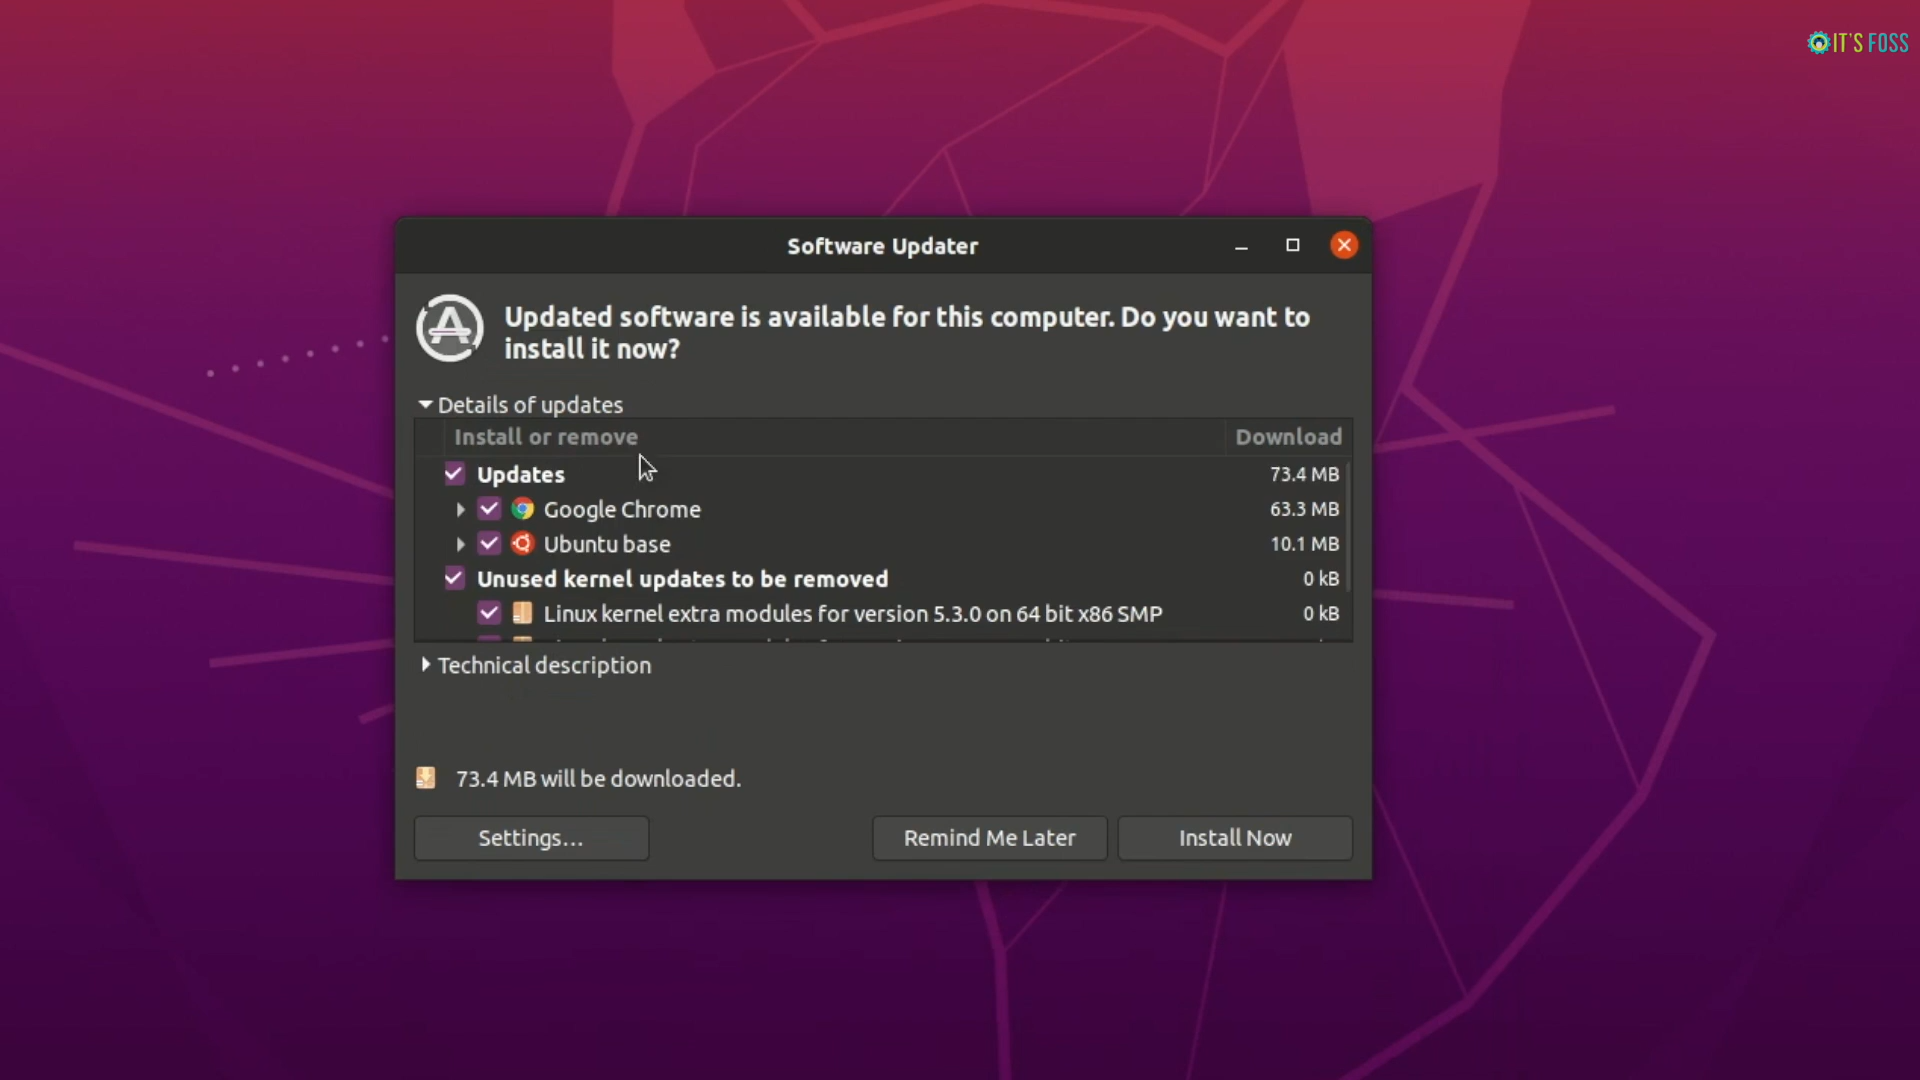 IT'S FOSS
Software Updater
Updated software is available for this computer. Do you want to
install it now?
Details of updates
Install or remove Download
Updates 73.4 MB
Google Chrome 63.3 MB
Ubuntu base 10.1 MB
Unused kernel updates to be removed 0 kB
Linux kernel extra modules for version 5.3.0 on 64 bit x86 SMP 0 kB
Technical description
73.4 MB will be downloaded.
Settings... Remind Me Later Install Now